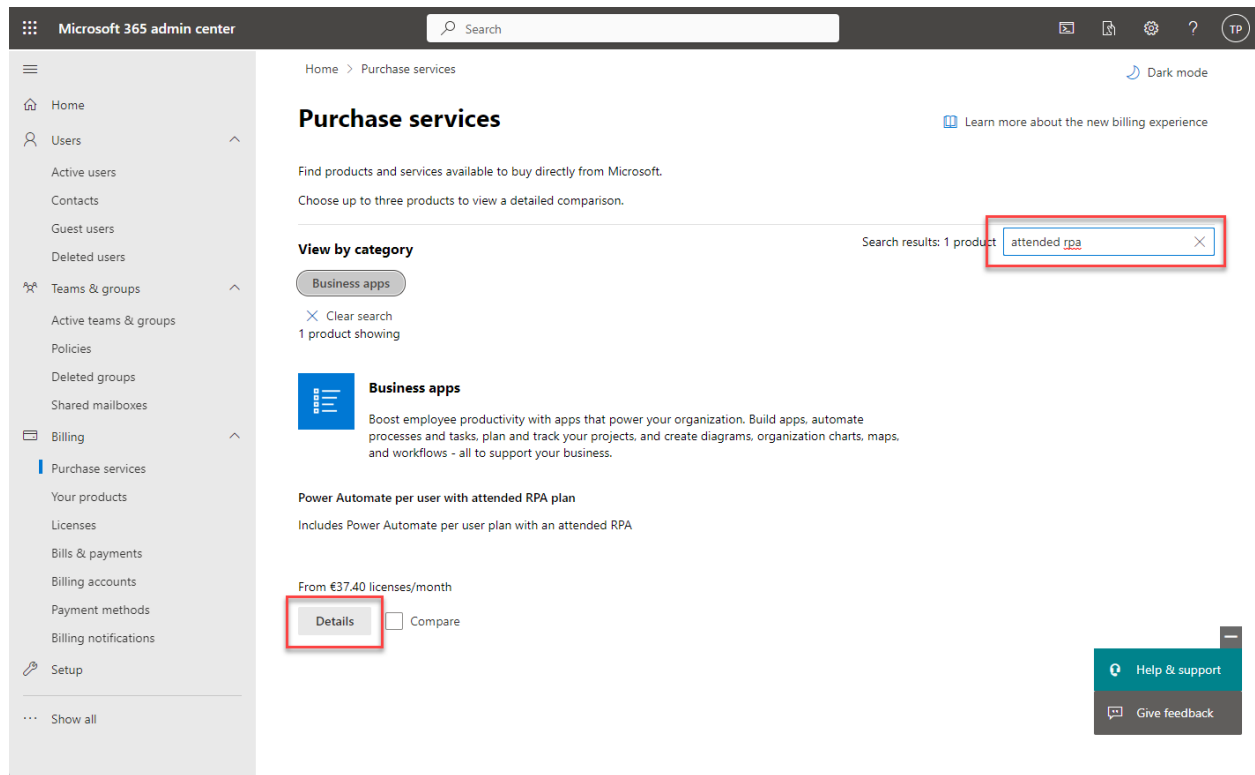 Microsoft 365 admin center
Search
TP
Home > Purchase services
Dark mode
Home
Users
Active users
Contacts
Guest users
Deleted users
Teams & groups
Active teams & groups
Policies
Deleted groups
Shared mailboxes
Billing
Purchase services
Your products
Licenses
Bills & payments
Billing accounts
Payment methods
Billing notifications
Setup
Show all
Purchase services
Learn more about the new billing experience
Find products and services available to buy directly from Microsoft.
Choose up to three products to view a detailed comparison.
View by category
Search results: 1 product
attended rpa
Business apps
Clear search
1 product showing
Business apps
Boost employee productivity with apps that power your organization. Build apps, automate
processes and tasks, plan and track your projects, and create diagrams, organization charts, maps,
and workflows - all to support your business.
Power Automate per user with attended RPA plan
Includes Power Automate per user plan with an attended RPA
From €37.40 licenses/month
Details
Compare
Help & support
Give feedback